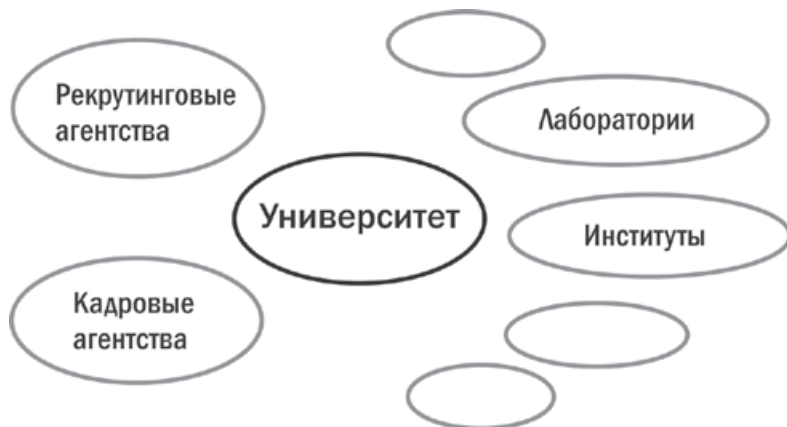 Рекрутинговые
агентства
Лаборатории
Университет
Институты
Кадровые
агентства